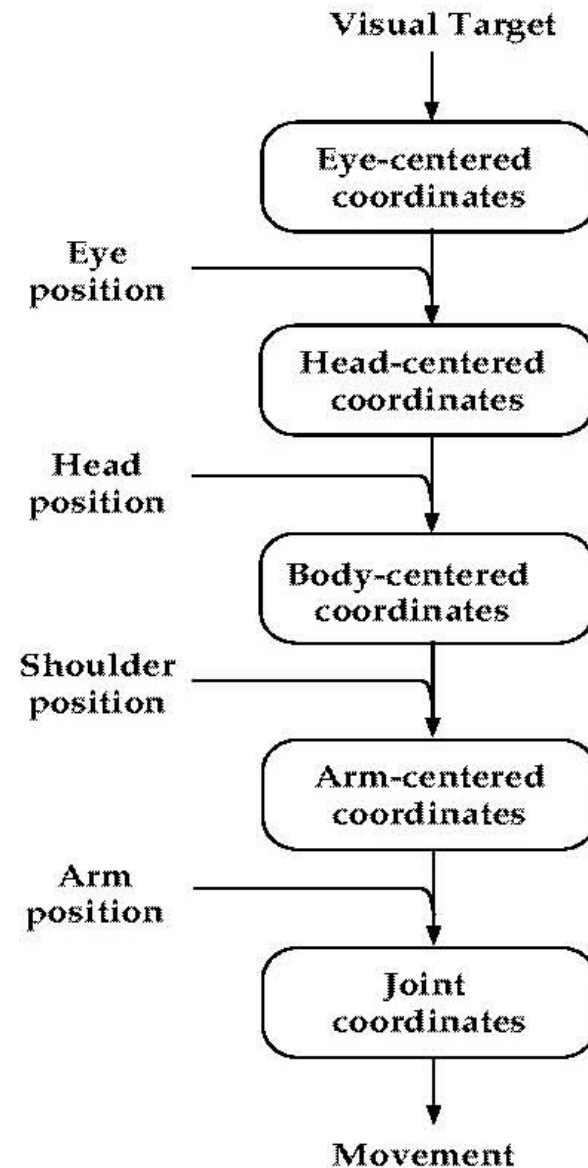 Visual Target
Eye-centered
coordinates
Eye
position
Head-centered
coordinates
Head
position
Body-centered
coordinates
Shoulder
position
Arm-centered
coordinates
Arm
position
Joint
coordinates
Movement